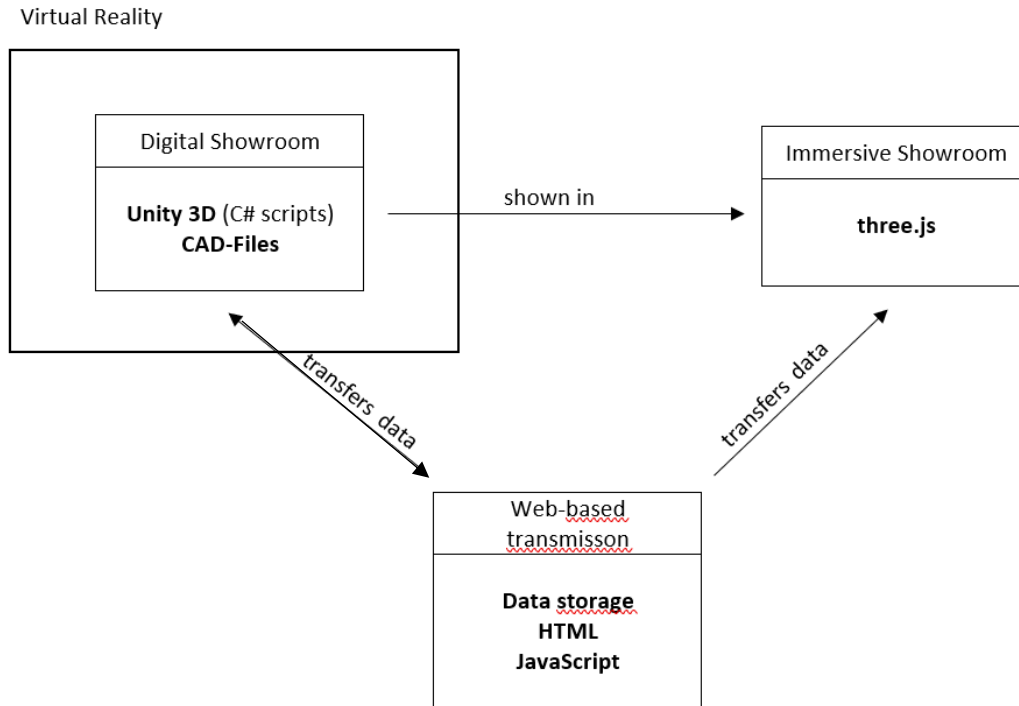 Virtual Reality
Digital Showroom
Unity 3D (C# scripts)
CAD-Files
shown in
Immersive Showroom
three.js
transfers data
transfers data
Web-based
transmisson
Data storage
HTML
JavaScript